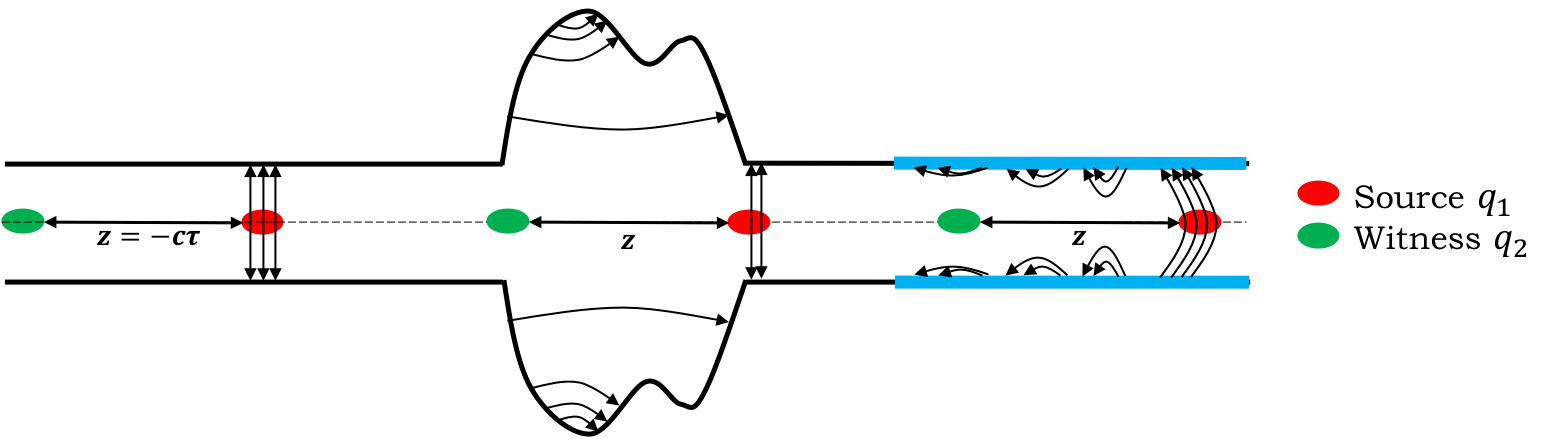 z = −cτ
z
z
Source q₁
Witness q₂